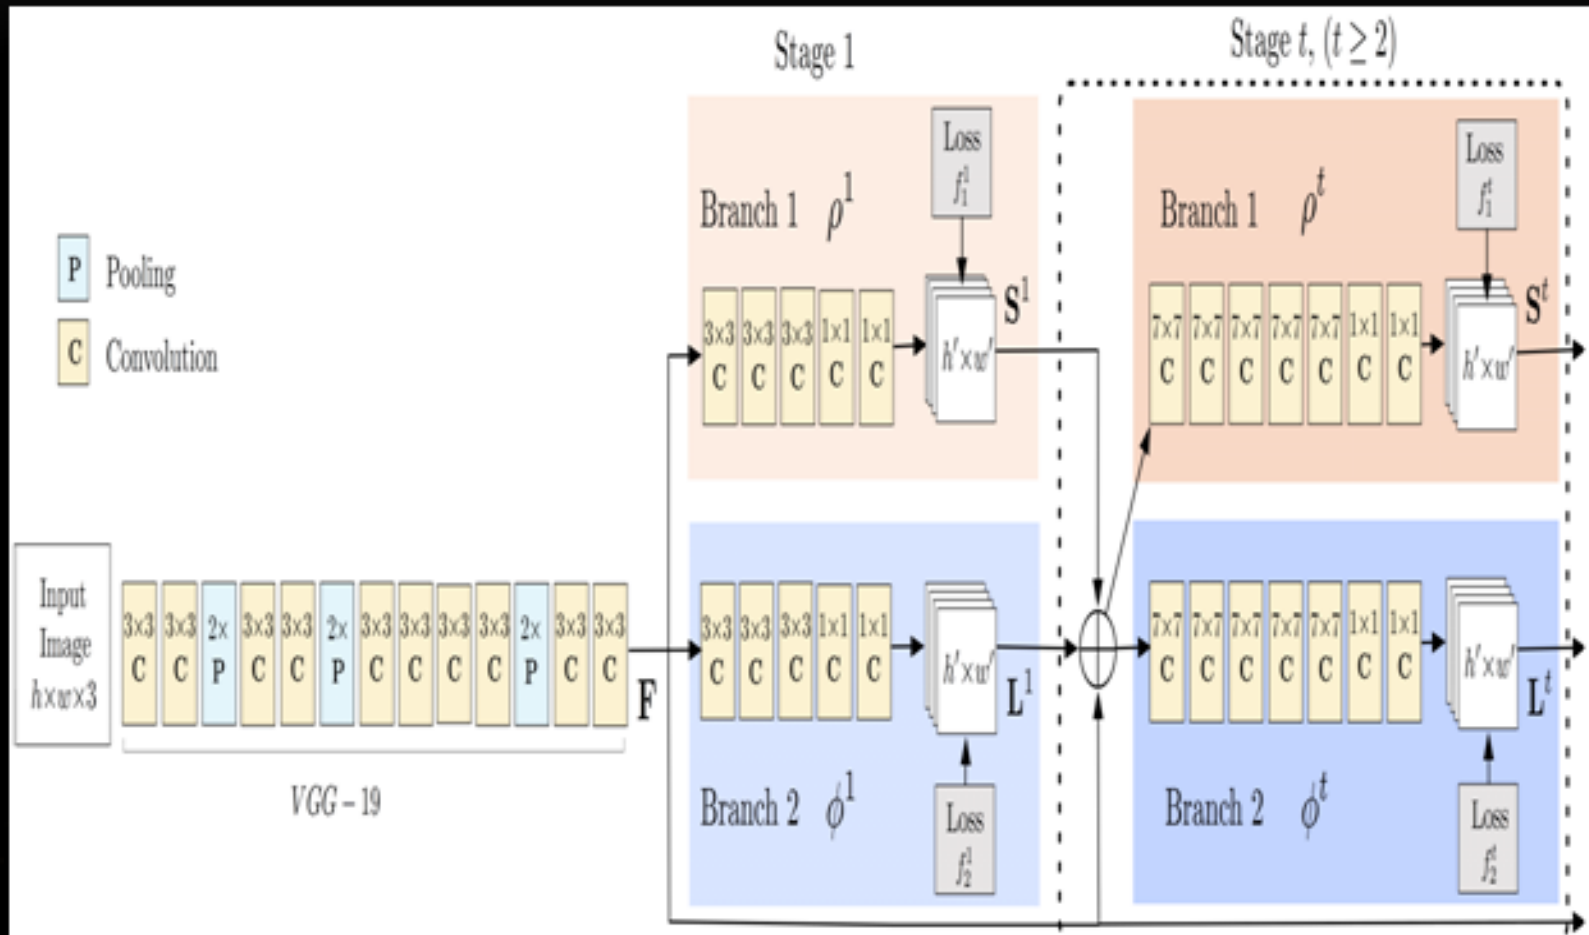 Stage 1
Stage t, (t ≥ 2)
Loss
f₁¹
Branch 1 ρ¹
Loss
f₁ᵗ
Branch 1 ρᵗ
P Pooling
C Convolution
3×3 3×3 3×3 1×1 1×1
C C C C C
h′×w′
S¹
7×7 7×7 7×7 7×7 7×7 1×1 1×1
C C C C C C C
h′×w′
Sᵗ
Input
Image
h×w×3
3×3 3×3 2× 3×3 3×3 2× 3×3 3×3 3×3 3×3 2× 3×3 3×3
C C P C C P C C C C P C C
F
VGG − 19
3×3 3×3 3×3 1×1 1×1
C C C C C
h′×w′
L¹
7×7 7×7 7×7 7×7 7×7 1×1 1×1
C C C C C C C
h′×w′
Lᵗ
Branch 2 ϕ¹
Loss
f₂¹
Branch 2 ϕᵗ
Loss
f₂ᵗ